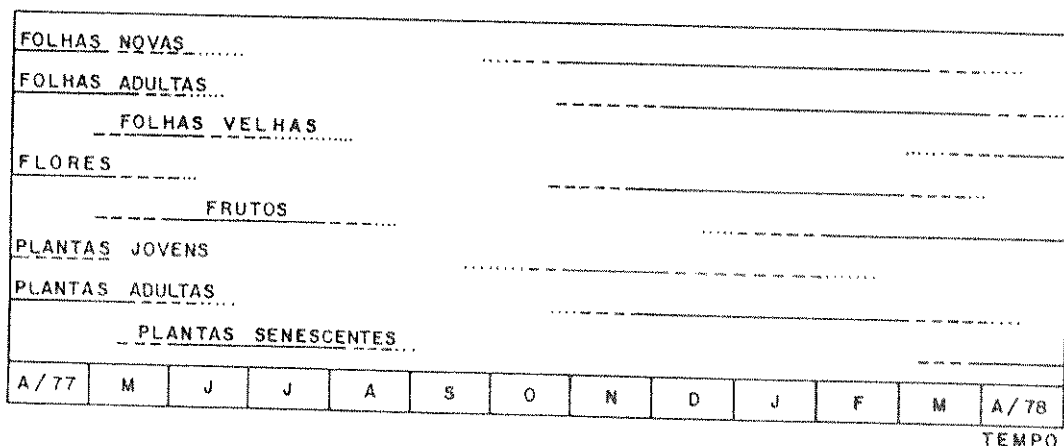 FOLHAS NOVAS
FOLHAS ADULTAS
FOLHAS VELHAS
FLORES
FRUTOS
PLANTAS JOVENS
PLANTAS ADULTAS
PLANTAS SENESCENTES
A/77 M J J A S O N D J F M A/78
TEMPO